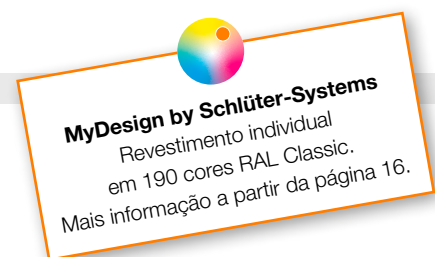 MyDesign by Schlüter-Systems
Revestimento individual
em 190 cores RAL Classic.
Mais informação a partir da página 16.